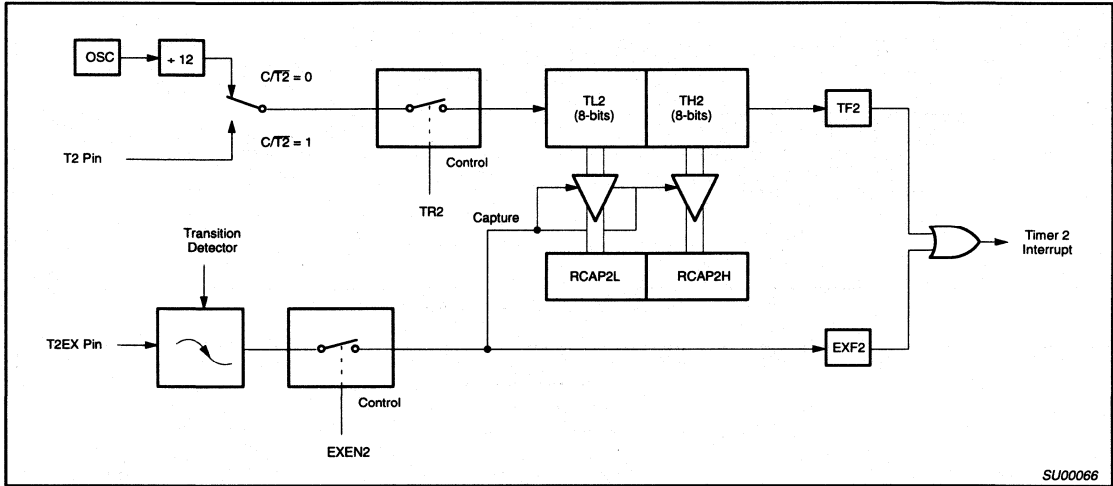 OSC
÷ 12
C/T2 = 0
C/T2 = 1
T2 Pin
Control
TR2
TL2
(8-bits)
TH2
(8-bits)
TF2
Capture
Transition
Detector
RCAP2L
RCAP2H
Timer 2
Interrupt
T2EX Pin
EXF2
Control
EXEN2
SU00066